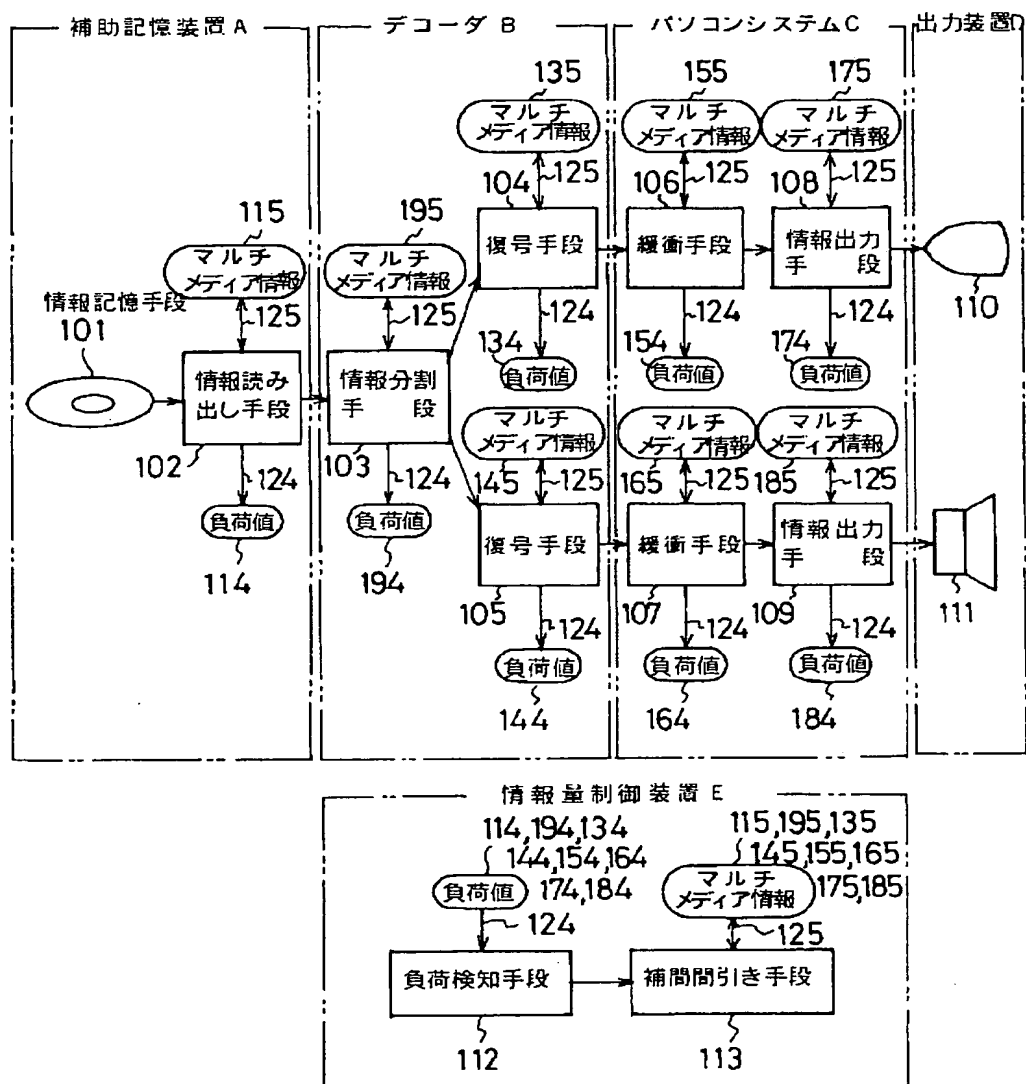 補助記憶装置A
デコーダB
パソコンシステムC
出力装置D
135
155
175
マルチ
メディア情報
マルチ
メディア情報
マルチ
メディア情報
104
125
106
125
108
125
115
195
復号手段
緩衝手段
情報出力
手段
マルチ
メディア情報
マルチ
メディア情報
110
情報記憶手段
101
125
125
124
124
124
134
154
174
負荷値
負荷値
負荷値
情報読み
出し手段
情報分割
手段
マルチ
メディア情報
マルチ
メディア情報
マルチ
メディア情報
102
103
124
124
145
125
165
125
185
125
負荷値
負荷値
復号手段
緩衝手段
情報出力
手段
114
194
105
107
109
111
124
124
124
負荷値
負荷値
負荷値
144
164
184
情報量制御装置E
114,194,134
144,154,164
174,184
115,195,135
145,155,165
175,185
負荷値
マルチ
メディア情報
124
125
負荷検知手段
補間間引き手段
112
113